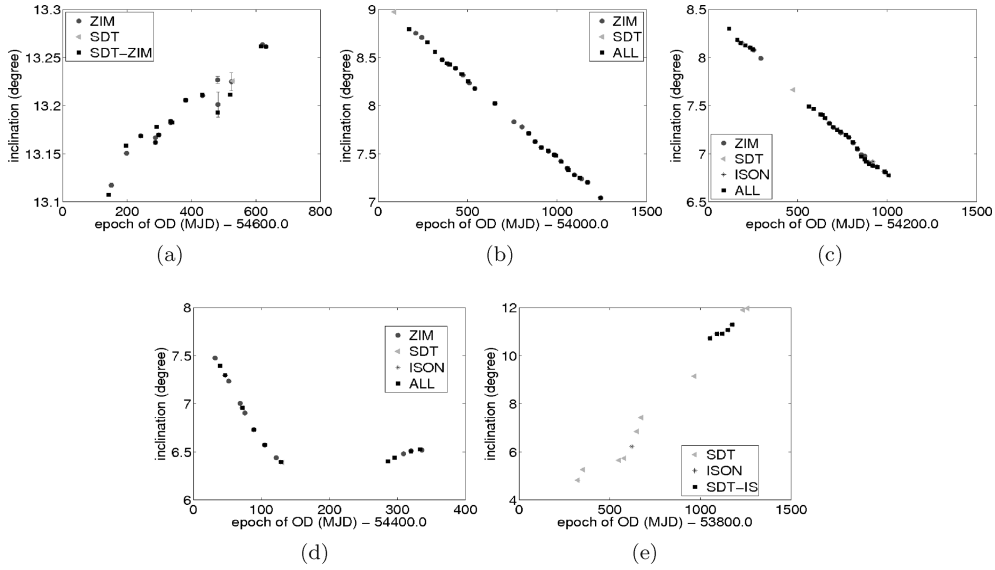 13.3
13.25
13.2
13.15
13.1
0
200
400
600
800
inclination (degree)
epoch of OD (MJD) − 54600.0
ZIM
SDT
SDT−ZIM
(a)
9
8.5
8
7.5
7
0
500
1000
1500
inclination (degree)
epoch of OD (MJD) − 54000.0
ZIM
SDT
ALL
(b)
8.5
8
7.5
7
6.5
0
500
1000
1500
inclination (degree)
epoch of OD (MJD) − 54200.0
ZIM
SDT
ISON
ALL
(c)
8
7.5
7
6.5
6
0
100
200
300
400
inclination (degree)
epoch of OD (MJD) − 54400.0
ZIM
SDT
ISON
ALL
(d)
12
10
8
6
4
0
500
1000
1500
inclination (degree)
epoch of OD (MJD) − 53800.0
SDT
ISON
SDT−IS
(e)